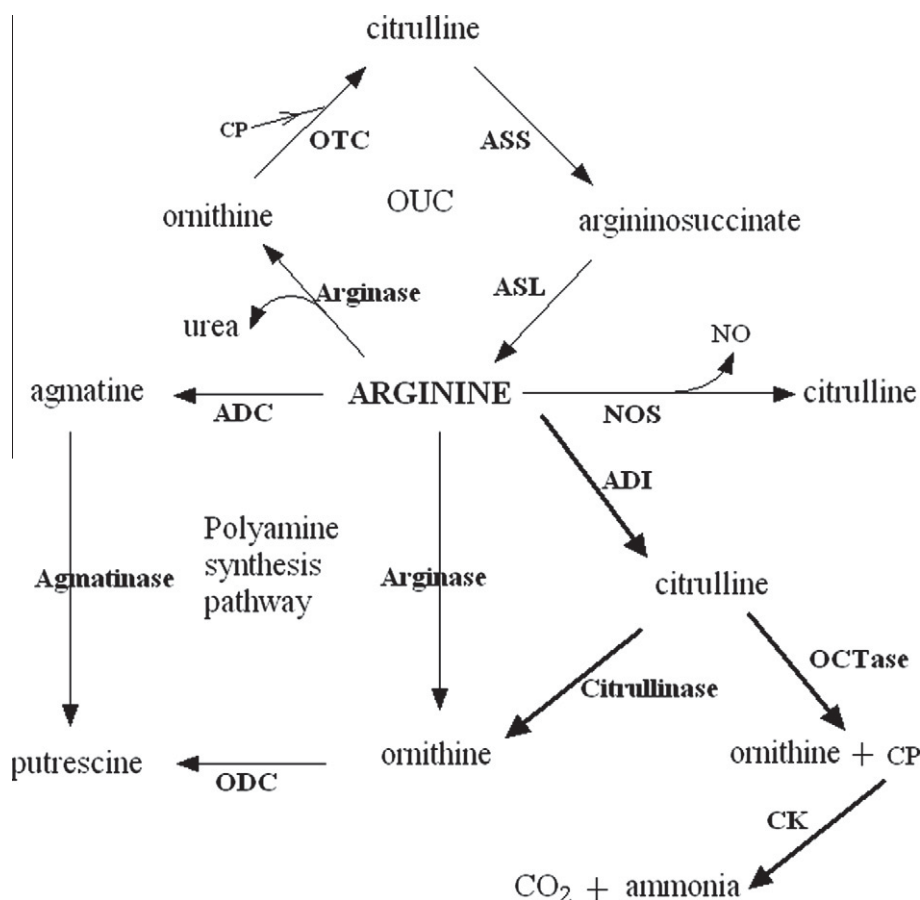 citrulline
CP
OTC
ASS
OUC
ornithine
argininosuccinate
Arginase
ASL
urea
NO
agmatine
ARGININE
citrulline
ADC
NOS
ADI
Polyamine
synthesis
pathway
Agmatinase
Arginase
citrulline
OCTase
Citrullinase
putrescine
ornithine
ornithine + CP
ODC
CK
CO₂ + ammonia